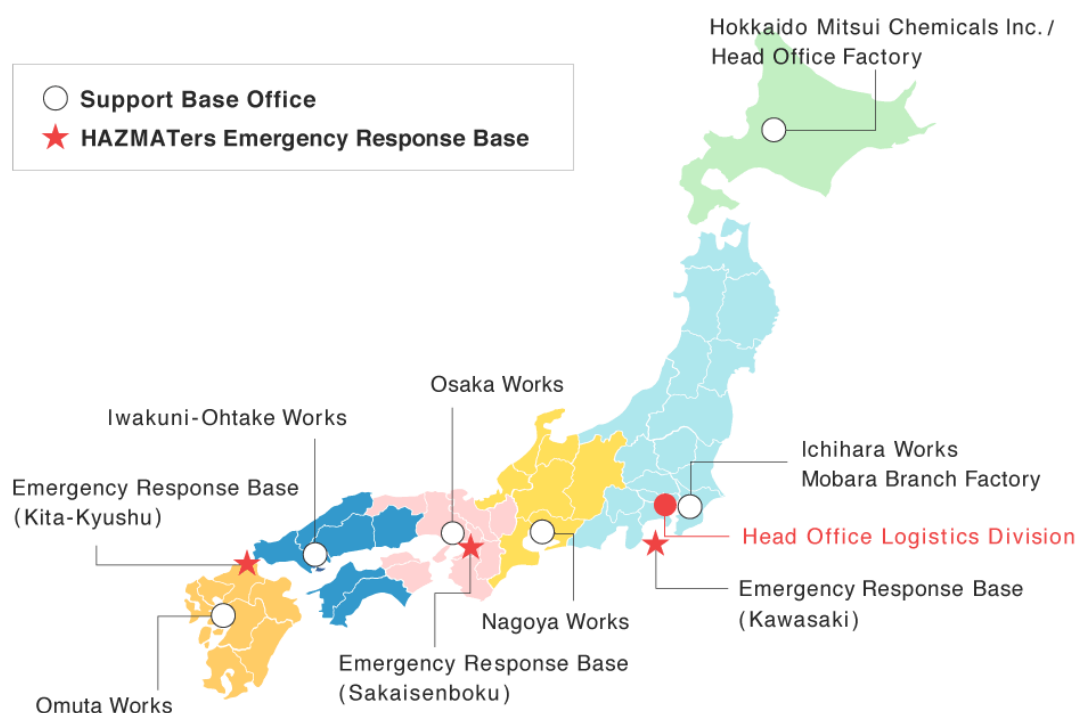 Hokkaido Mitsui Chemicals Inc. /
Head Office Factory
Support Base Office
HAZMATers Emergency Response Base
Osaka Works
Iwakuni-Ohtake Works
Ichihara Works
Mobara Branch Factory
Emergency Response Base
(Kita-Kyushu)
Head Office Logistics Division
Emergency Response Base
(Kawasaki)
Nagoya Works
Emergency Response Base
(Sakaisenboku)
Omuta Works